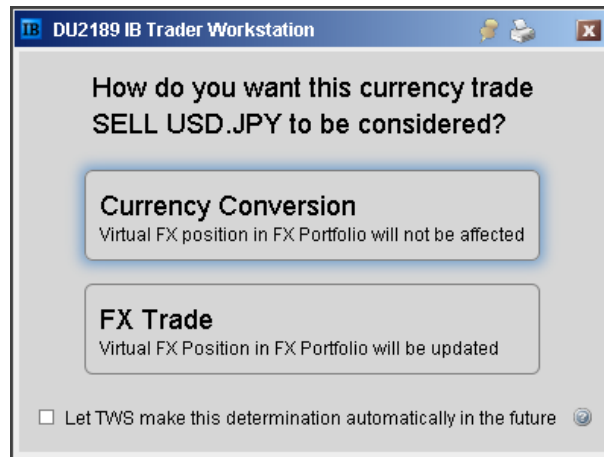 IB DU2189 IB Trader Workstation
How do you want this currency trade
SELL USD.JPY to be considered?
Currency Conversion
Virtual FX position in FX Portfolio will not be affected
FX Trade
Virtual FX Position in FX Portfolio will be updated
Let TWS make this determination automatically in the future